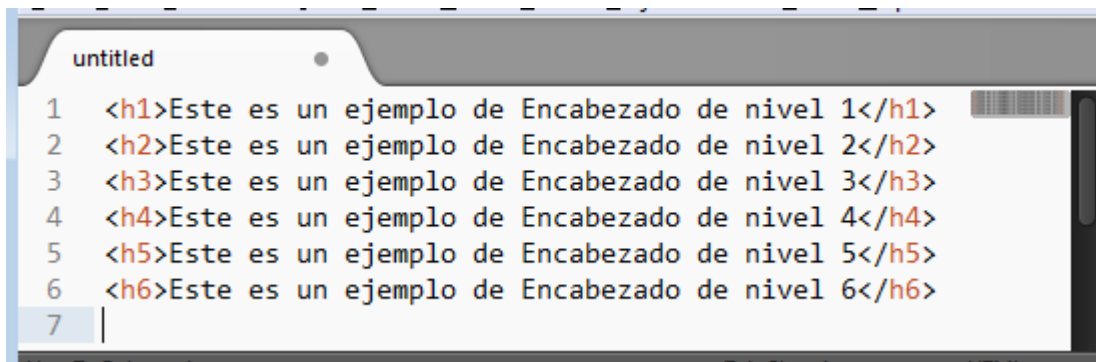 untitled
1 <h1>Este es un ejemplo de Encabezado de nivel 1</h1>
2 <h2>Este es un ejemplo de Encabezado de nivel 2</h2>
3 <h3>Este es un ejemplo de Encabezado de nivel 3</h3>
4 <h4>Este es un ejemplo de Encabezado de nivel 4</h4>
5 <h5>Este es un ejemplo de Encabezado de nivel 5</h5>
6 <h6>Este es un ejemplo de Encabezado de nivel 6</h6>
7